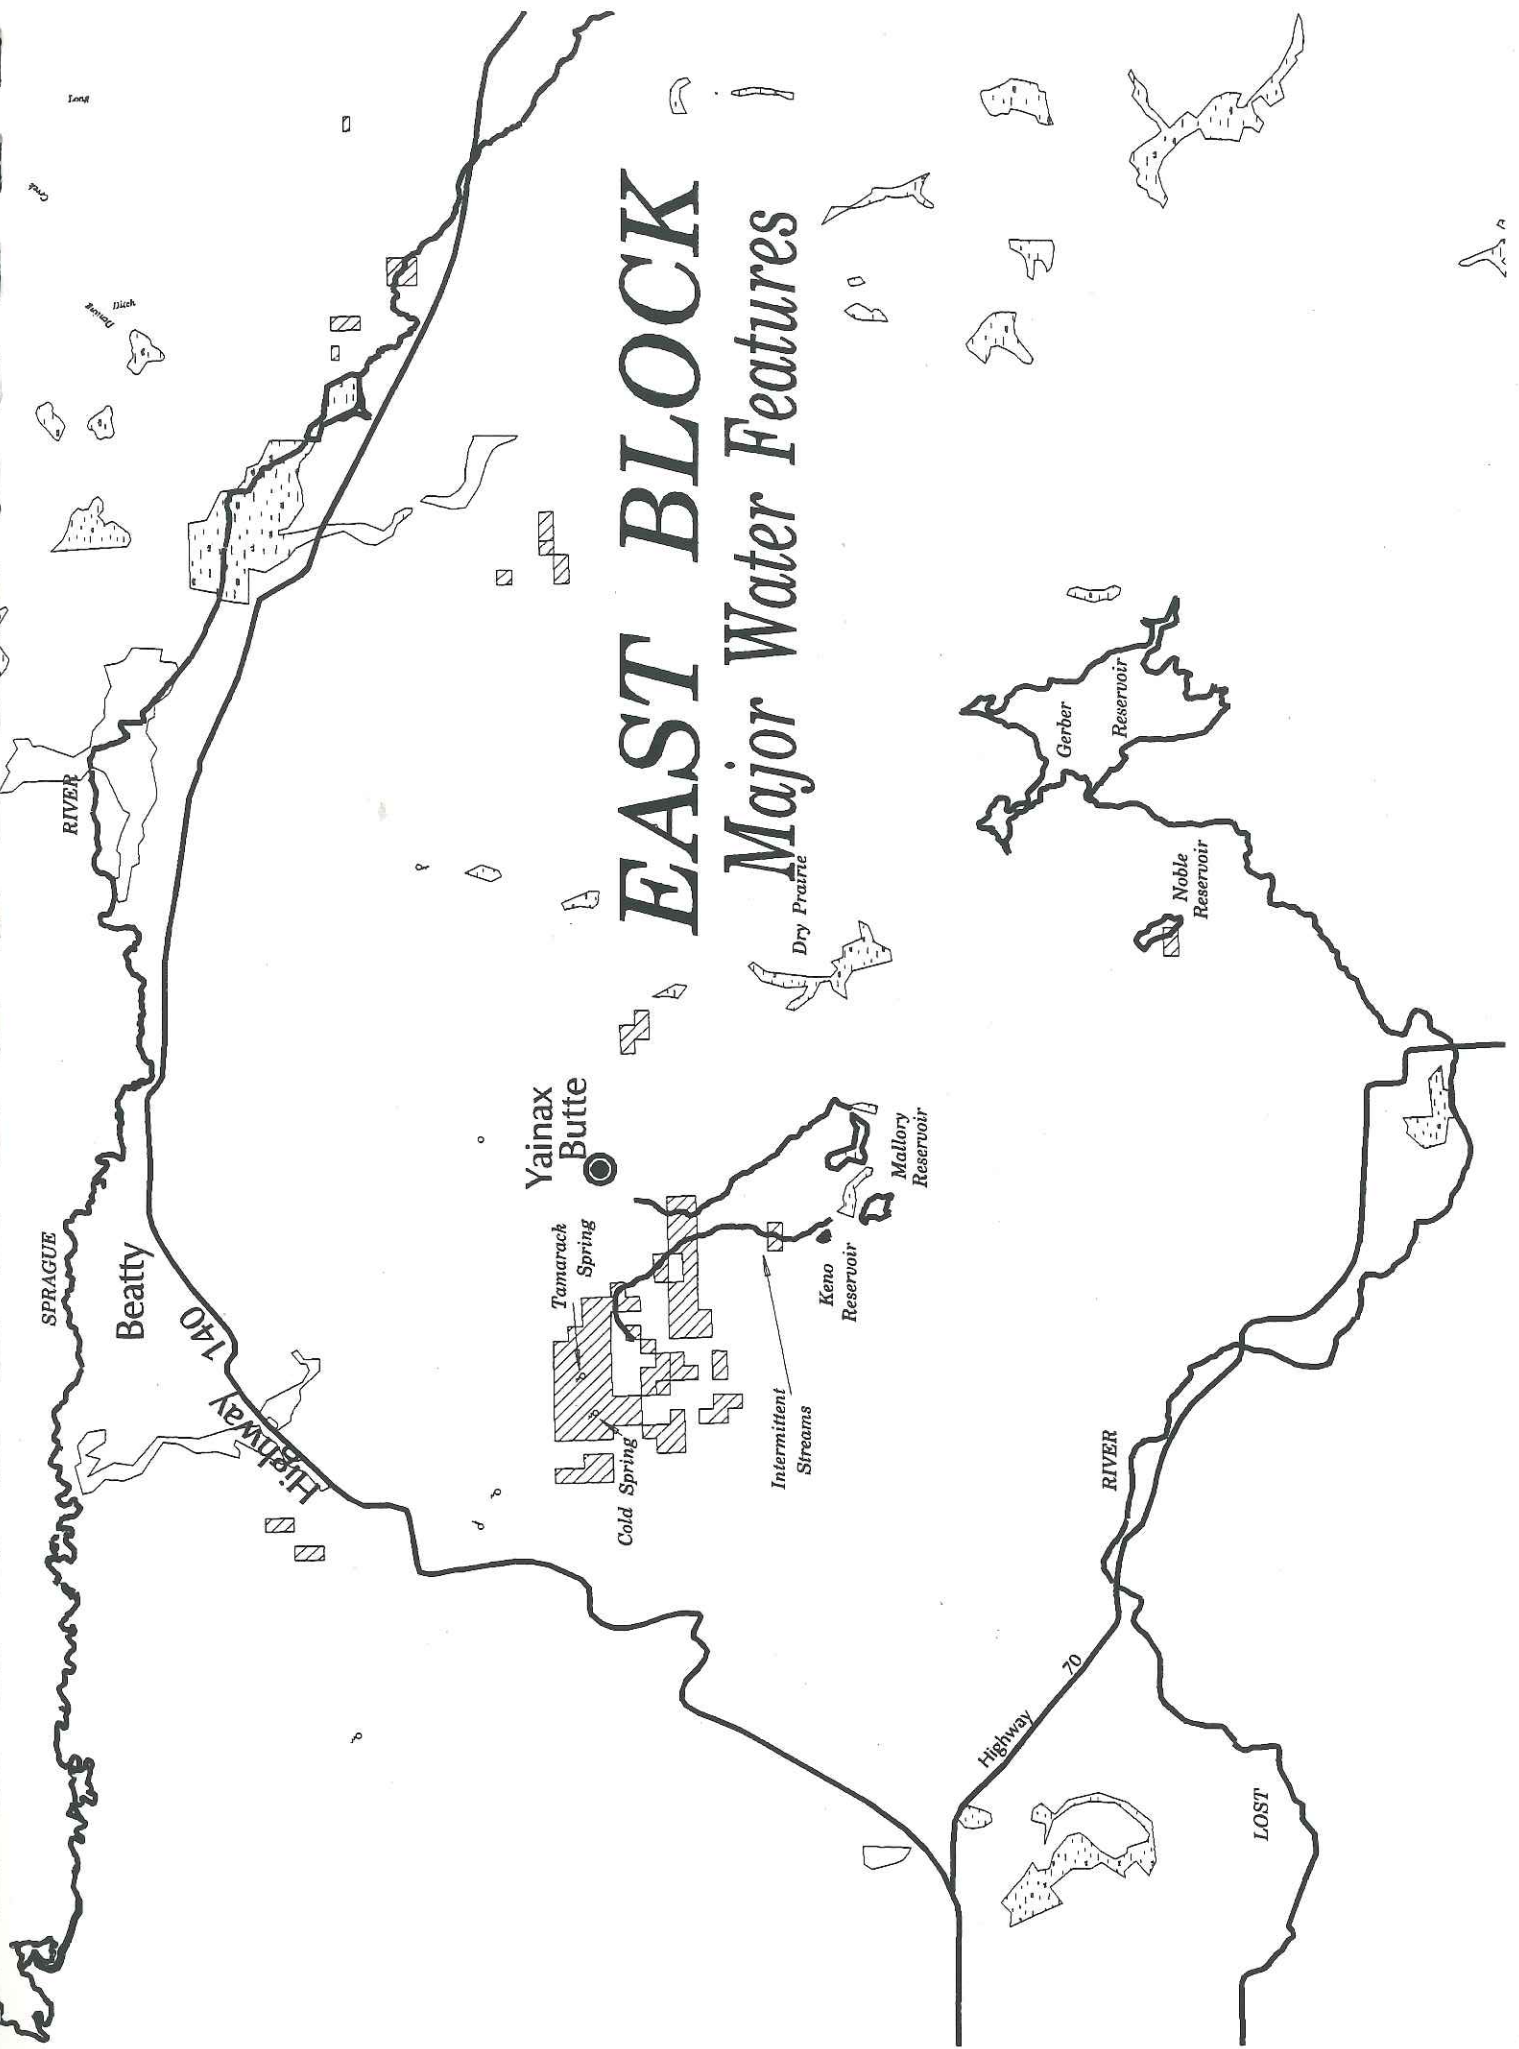 EAST BLOCK
Major Water Features
SPRAGUE
RIVER
Beatty
Highway
140
Long
Creek
Ditch
Yainax
Butte
Tamarack
Spring
Cold Spring
Intermittent
Streams
Keno
Reservoir
Mallory
Reservoir
Dry Prairie
Gerber
Reservoir
Noble
Reservoir
Highway
70
LOST
RIVER